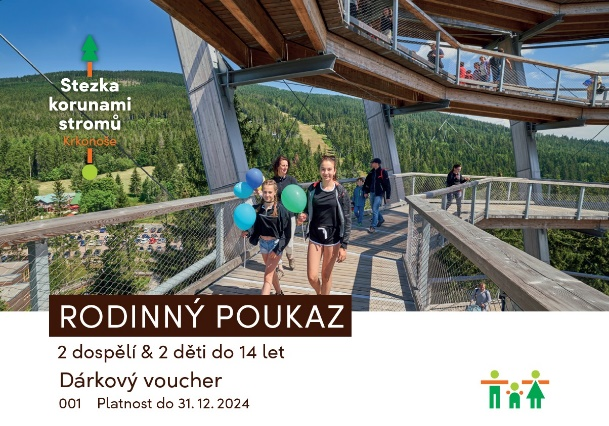 Stezka
korunami
stromů
Krkonoše
RODINNÝ POUKAZ
2 dospělí & 2 děti do 14 let
Dárkový voucher
001 Platnost do 31. 12. 2024